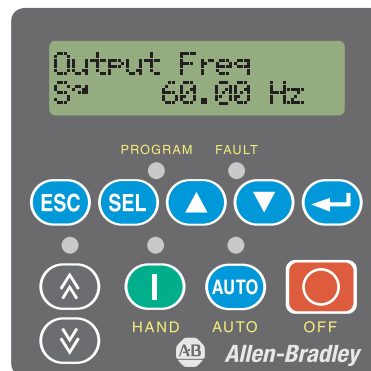 Output Freq
60.00 Hz
PROGRAM FAULT
ESC SEL
AUTO
HAND AUTO OFF
AB Allen-Bradley